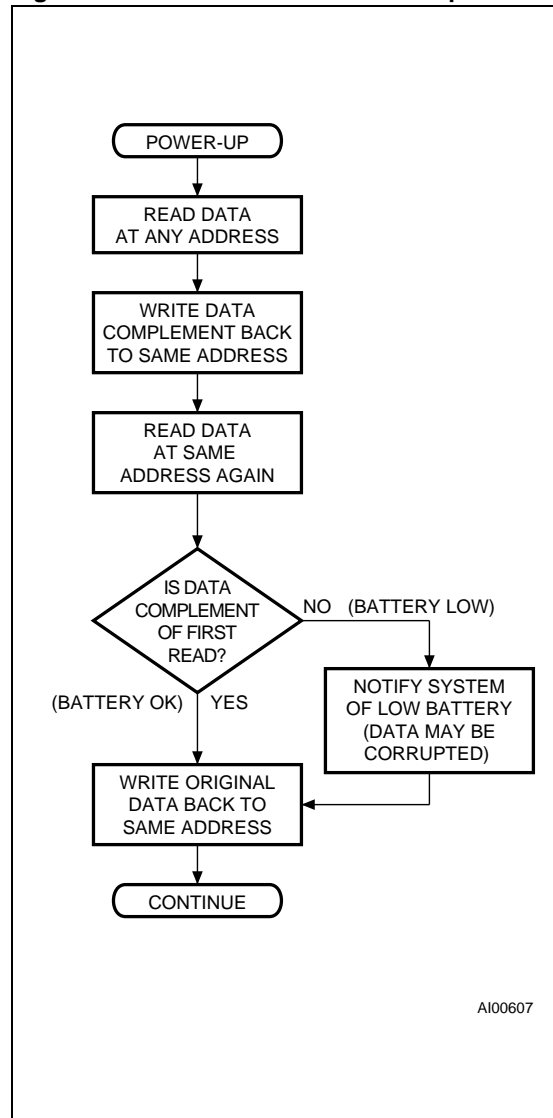 POWER-UP
READ DATA
AT ANY ADDRESS
WRITE DATA
COMPLEMENT BACK
TO SAME ADDRESS
READ DATA
AT SAME
ADDRESS AGAIN
IS DATA
COMPLEMENT
OF FIRST
READ?
NO (BATTERY LOW)
NOTIFY SYSTEM
OF LOW BATTERY
(DATA MAY BE
CORRUPTED)
(BATTERY OK) YES
WRITE ORIGINAL
DATA BACK TO
SAME ADDRESS
CONTINUE
AI00607